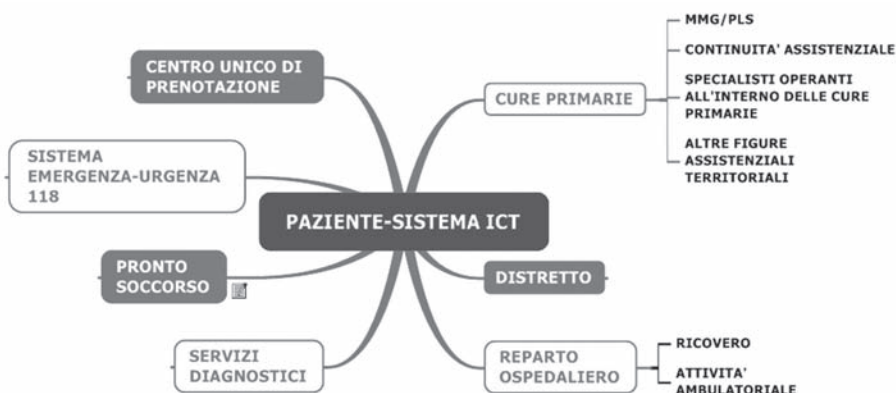 CENTRO UNICO DI
PRENOTAZIONE
SISTEMA
EMERGENZA-URGENZA
118
PRONTO
SOCCORSO
SERVIZI
DIAGNOSTICI
PAZIENTE-SISTEMA ICT
CURE PRIMARIE
MMG/PLS
CONTINUITA' ASSISTENZIALE
SPECIALISTI OPERANTI
ALL'INTERNO DELLE CURE
PRIMARIE
ALTRE FIGURE
ASSISTENZIALI
TERRITORIALI
DISTRETTO
REPARTO
OSPEDALIERO
RICOVERO
ATTIVITA'
AMBULATORIALE